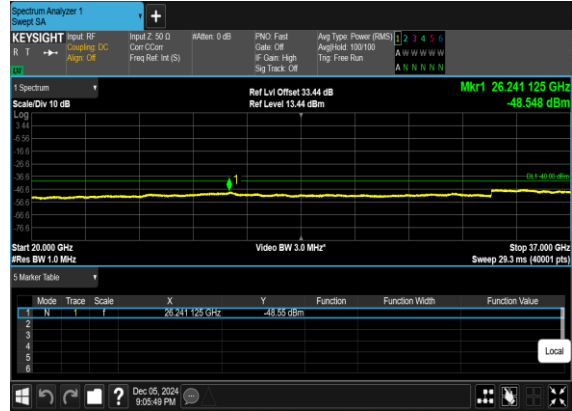 Spectrum Analyzer 1
Swept SA
+
KEYSIGHT
R T
LW
Input: RF
Coupling: DC
Align: Off
Input Z: 50 Ω
Corr CCorr
Freq Ref: Int (S)
#Atten: 0 dB
PNO: Fast
Gate: Off
IF Gain: High
Sig Track: Off
Avg Type: Power (RMS)
Avg|Hold: 100/100
Trig: Free Run
1 2 3 4 5 6
A W W W W W
A N N N N N
1 Spectrum
Scale/Div 10 dB
Log
Ref Lvl Offset 33.44 dB
Ref Level 13.44 dBm
Mkr1 26.241 125 GHz
-48.548 dBm
3.44
-6.56
-16.6
-26.6
-36.6
-46.6
-56.6
-66.6
-76.6
1
DL1 -40.00 dBm
Start 20.000 GHz
#Res BW 1.0 MHz
Video BW 3.0 MHz*
Stop 37.000 GHz
Sweep 29.3 ms (40001 pts)
5 Marker Table
Mode Trace Scale X Y Function Function Width Function Value
1 N 1 f 26.241 125 GHz -48.55 dBm
2
3
4
5
6
Local
?
Dec 05, 2024
9:05:49 PM